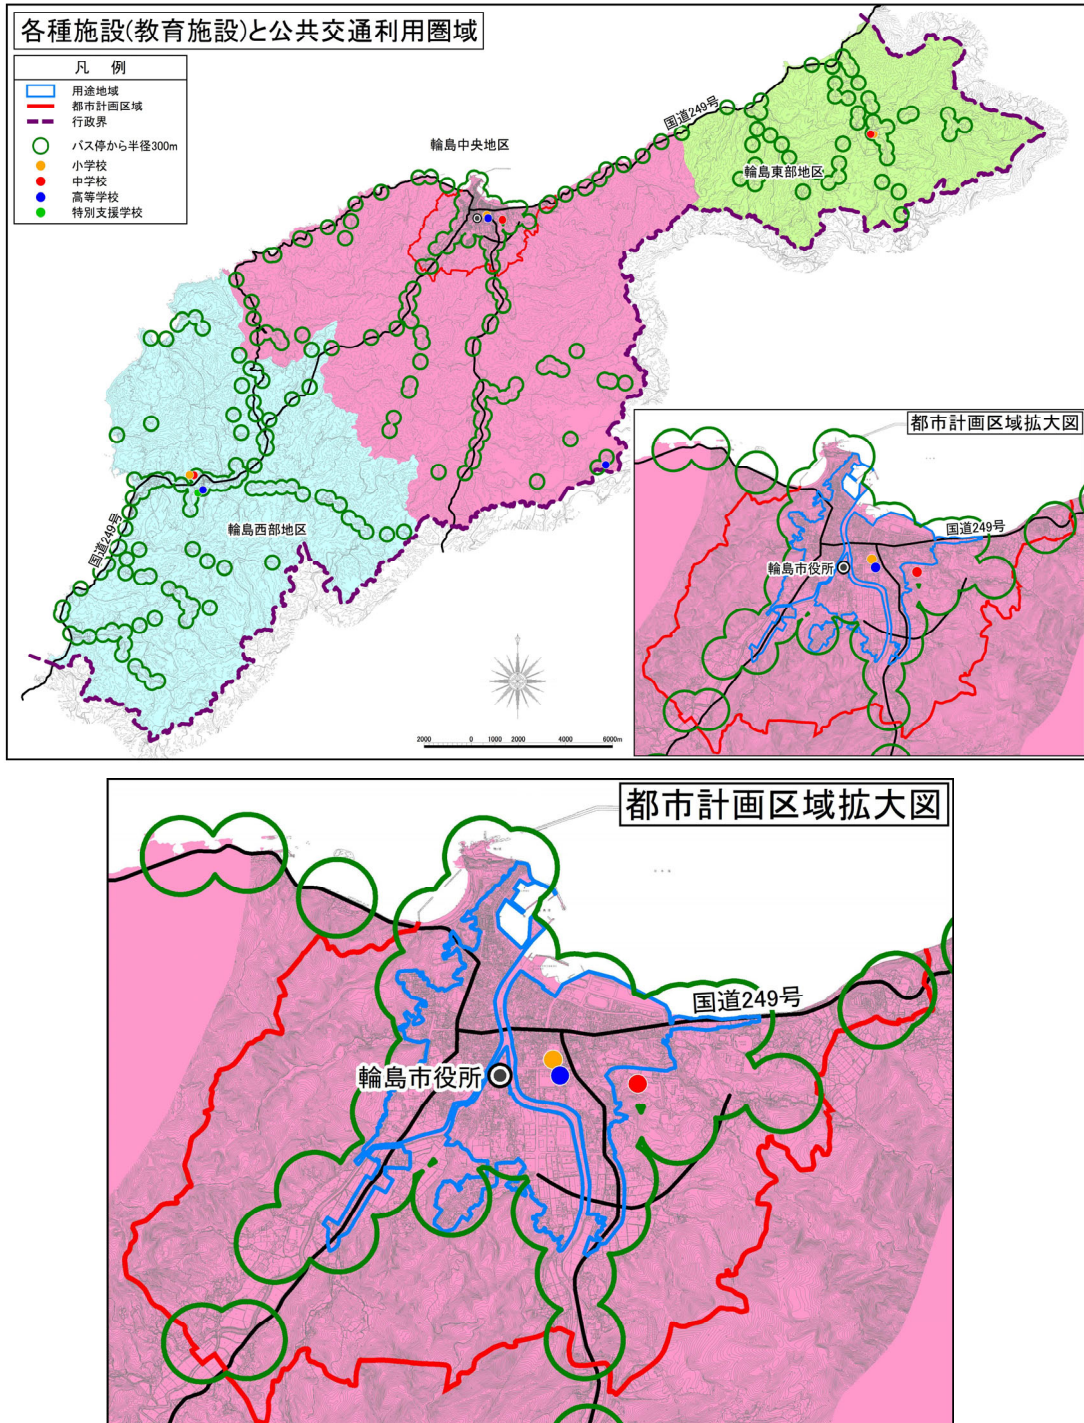 各種施設(教育施設)と公共交通利用圏域
凡 例
用途地域
都市計画区域
行政界
バス停から半径300m
小学校
中学校
高等学校
特別支援学校
輪島中央地区
国道249号
輪島東部地区
輪島西部地区
国道249号
2000 0 1000 2000 4000 6000m
都市計画区域拡大図
国道249号
輪島市役所
都市計画区域拡大図
国道249号
輪島市役所